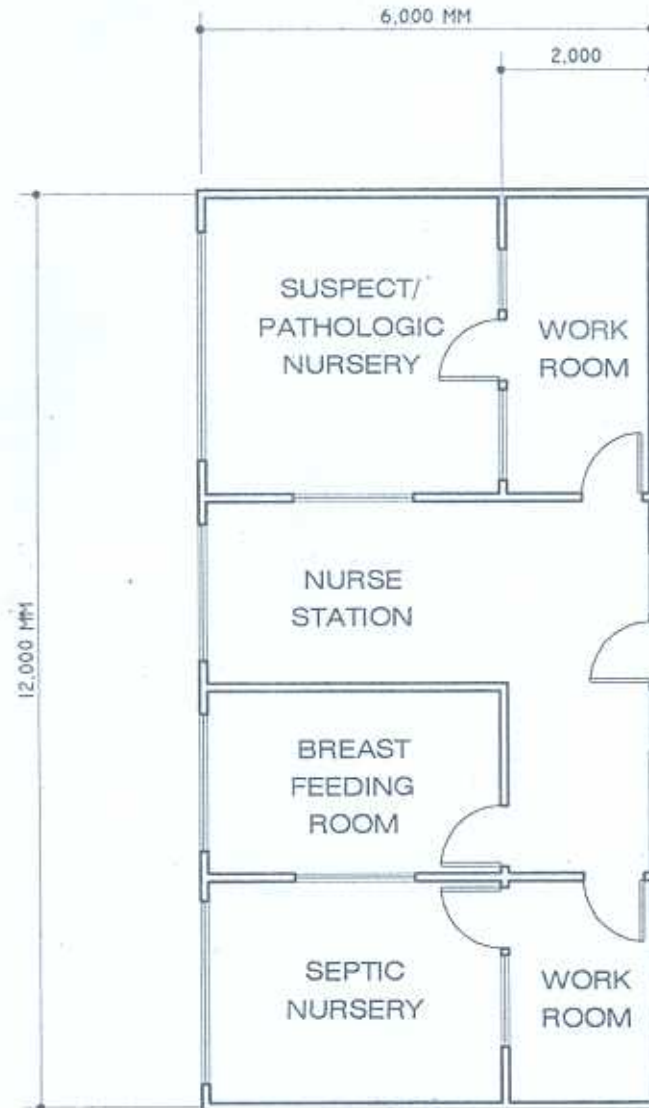 6,000 MM
2,000
SUSPECT/
PATHOLOGIC
NURSERY
WORK
ROOM
NURSE
STATION
12,000 MM
BREAST
FEEDING
ROOM
SEPTIC
NURSERY
WORK
ROOM